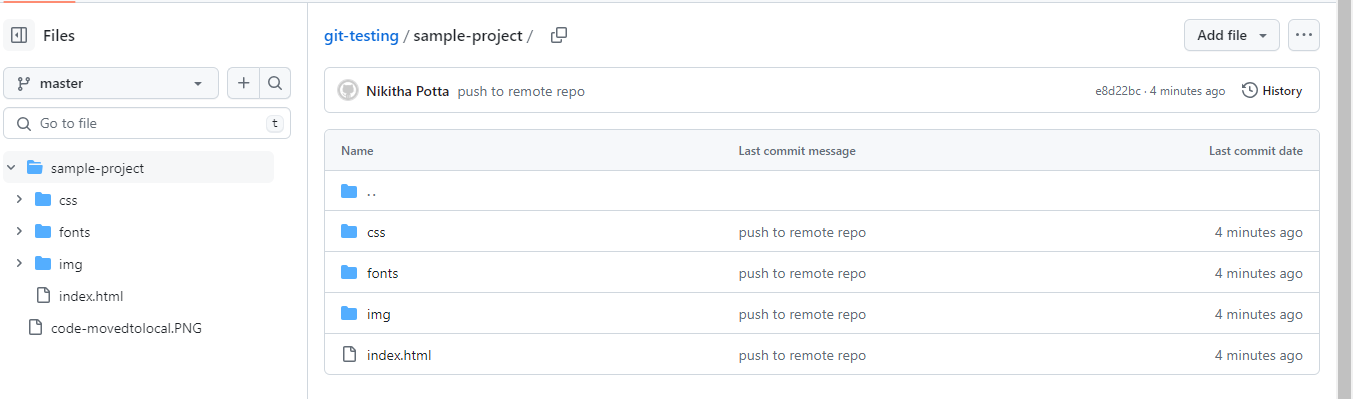 Files
master
Go to file
t
sample-project
css
fonts
img
index.html
code-movedtolocal.PNG
git-testing / sample-project /
Add file
Nikitha Potta push to remote repo
e8d22bc · 4 minutes ago
History
Name Last commit message Last commit date
..
css push to remote repo 4 minutes ago
fonts push to remote repo 4 minutes ago
img push to remote repo 4 minutes ago
index.html push to remote repo 4 minutes ago